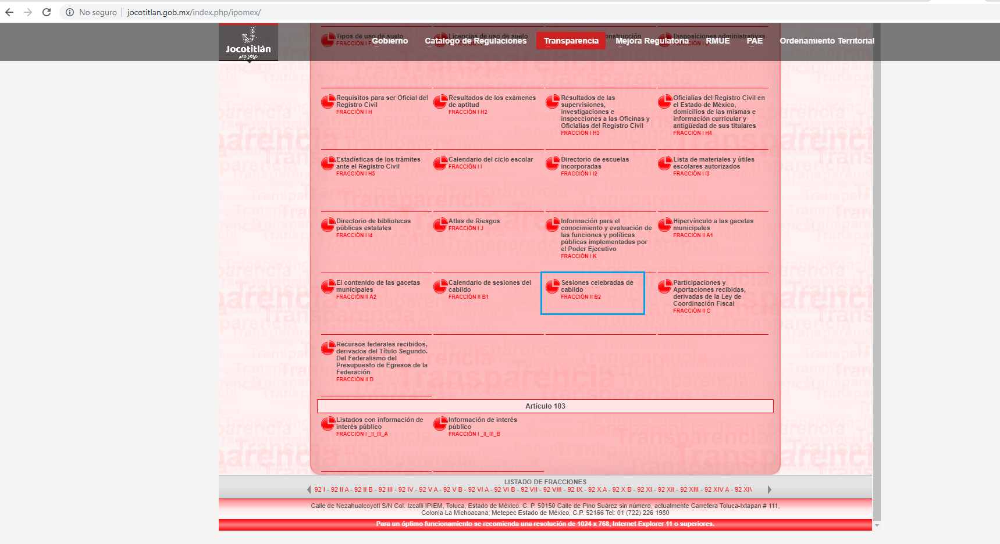 No seguro
jocotitlan.gob.mx/index.php/ipomex/
Jocotitlán
Gobierno
Catalogo de Regulaciones
Transparencia
Mejora Regulatoria
RMUE
PAE
Ordenamiento Territorial
Tipos de uso de suelo
FRACCIÓN I F
Licencias de uso de suelo
Disposiciones administrativas
Requisitos para ser Oficial del
Registro Civil
FRACCIÓN I H
Resultados de los exámenes
de aptitud
FRACCIÓN I H2
Resultados de las
supervisiones,
investigaciones e
inspecciones a las Oficinas y
Oficialías del Registro Civil
FRACCIÓN I H3
Oficialías del Registro Civil en
el Estado de México,
domicilios de las mismas e
información curricular y
antigüedad de sus titulares
FRACCIÓN I H4
Estadísticas de los trámites
ante el Registro Civil
FRACCIÓN I H5
Calendario del ciclo escolar
FRACCIÓN I I
Directorio de escuelas
incorporadas
FRACCIÓN I I2
Lista de materiales y útiles
escolares autorizados
FRACCIÓN I I3
Directorio de bibliotecas
públicas estatales
FRACCIÓN I I4
Atlas de Riesgos
FRACCIÓN I J
Información para el
conocimiento y evaluación de
las funciones y políticas
públicas implementadas por
el Poder Ejecutivo
FRACCIÓN I K
Hipervínculo a las gacetas
municipales
FRACCIÓN II A1
El contenido de las gacetas
municipales
FRACCIÓN II A2
Calendario de sesiones del
cabildo
FRACCIÓN II B1
Sesiones celebradas de
cabildo
FRACCIÓN II B2
Participaciones y
Aportaciones recibidas,
derivadas de la Ley de
Coordinación Fiscal
FRACCIÓN II C
Recursos federales recibidos,
derivados del Título Segundo.
Del Federalismo del
Presupuesto de Egresos de la
Federación
FRACCIÓN II D
Artículo 103
Listados con información de
interés público
FRACCIÓN I _II_III_A
Información de interés
público
FRACCIÓN I _II_III_B
LISTADO DE FRACCIONES
92 I - 92 II A - 92 II B - 92 III - 92 IV - 92 V A - 92 V B - 92 VI A - 92 VI B - 92 VII - 92 VIII - 92 IX - 92 X A - 92 X B - 92 XI - 92 XII - 92 XIII - 92 XIV A - 92 XIV
Calle de Nezahualcoyotl S/N Col. Izcalli IPIEM, Toluca, Estado de México. C. P. 50150 Calle de Pino Suárez sin número, actualmente Carretera Toluca-Ixtapan # 111,
Colonia La Michoacana; Metepec Estado de México, C.P. 52166 Tel: 01 (722) 226 1980
Para un óptimo funcionamiento se recomienda una resolución de 1024 x 768, Internet Explorer 11 o superiores.